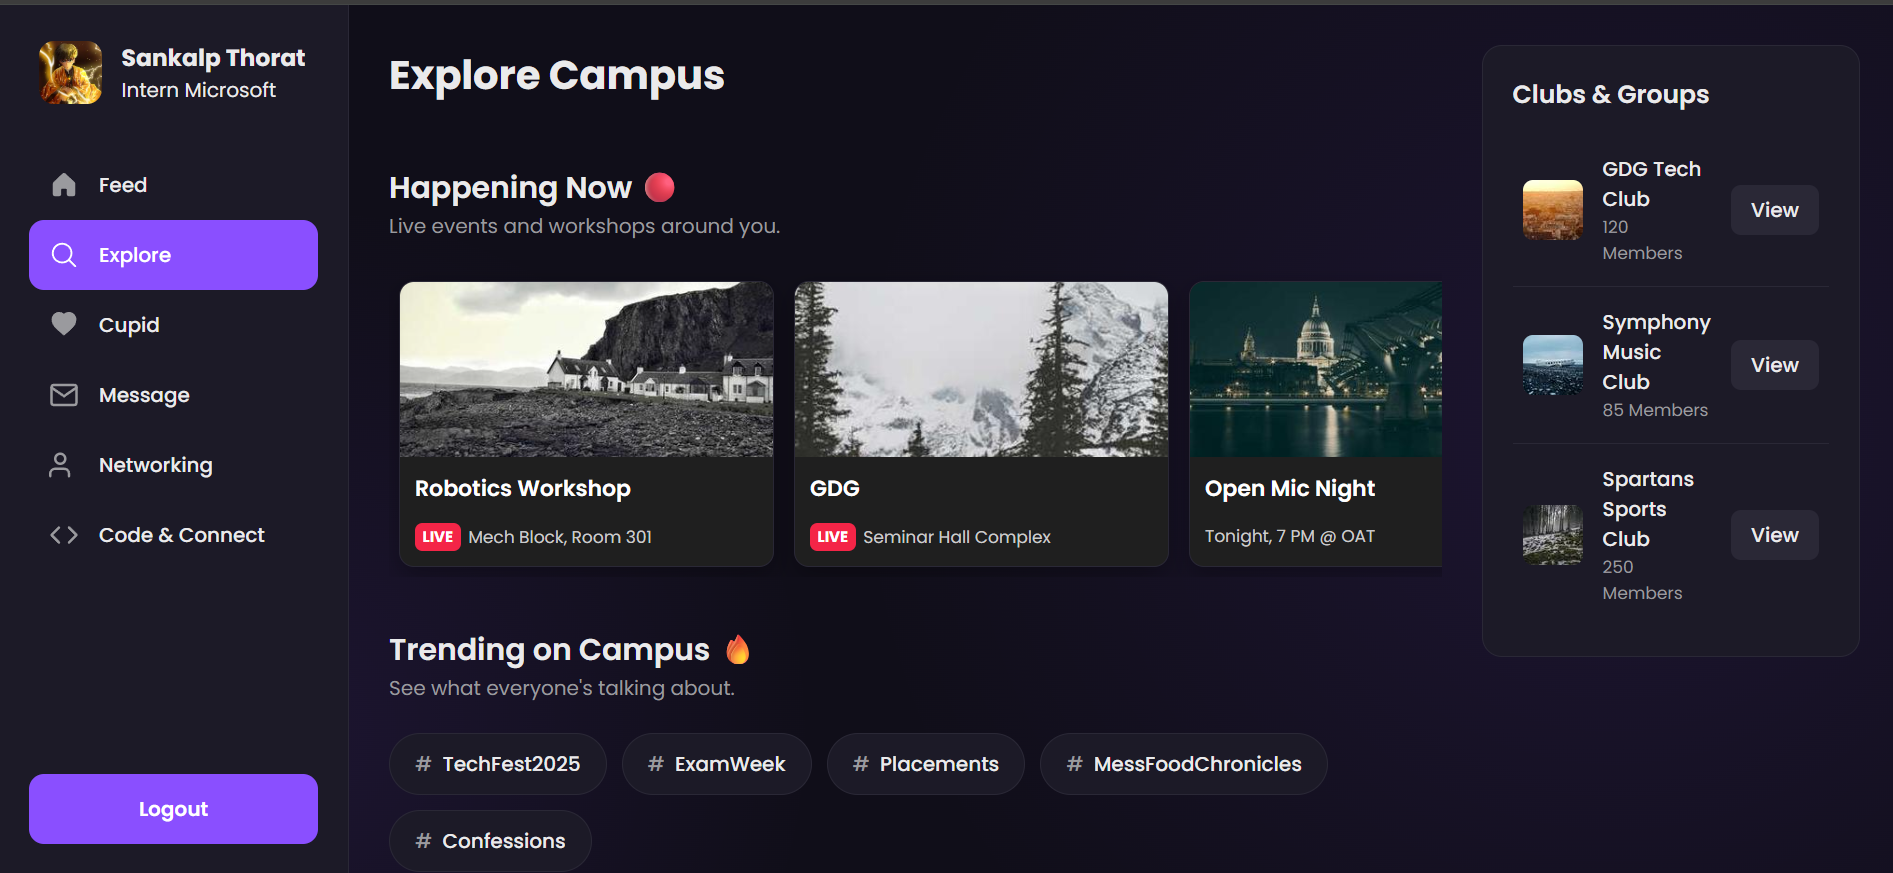 Sankalp Thorat
Intern Microsoft
Feed
Explore
Cupid
Message
Networking
Code & Connect
Logout
Explore Campus
Happening Now
Live events and workshops around you.
Robotics Workshop
LIVE Mech Block, Room 301
GDG
LIVE Seminar Hall Complex
Open Mic Night
Tonight, 7 PM @ OAT
Trending on Campus
See what everyone's talking about.
# TechFest2025
# ExamWeek
# Placements
# MessFoodChronicles
# Confessions
Clubs & Groups
GDG Tech
Club
120
Members
View
Symphony
Music
Club
85 Members
View
Spartans
Sports
Club
250
Members
View